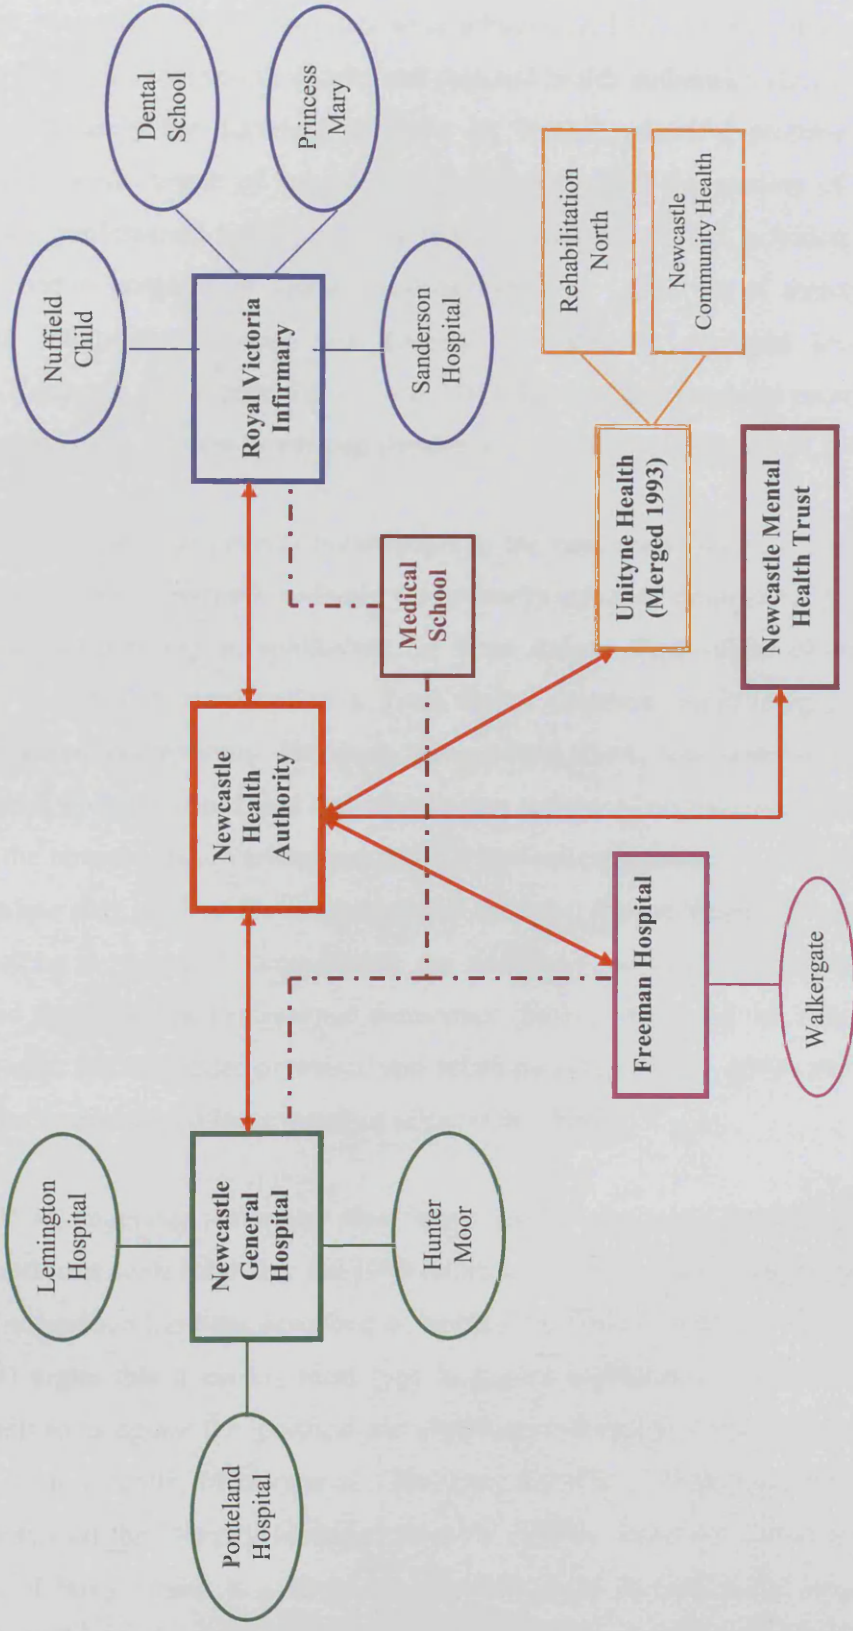 Lemington
Hospital
Nuffield
Child
Dental
School
Ponteland
Hospital
Newcastle
General
Hospital
Newcastle
Health
Authority
Royal Victoria
Infirmary
Princess
Mary
Hunter
Moor
Medical
School
Sanderson
Hospital
Freeman Hospital
Unityne Health
(Merged 1993)
Rehabilitation
North
Newcastle
Community Health
Walkergate
Newcastle Mental
Health Trust